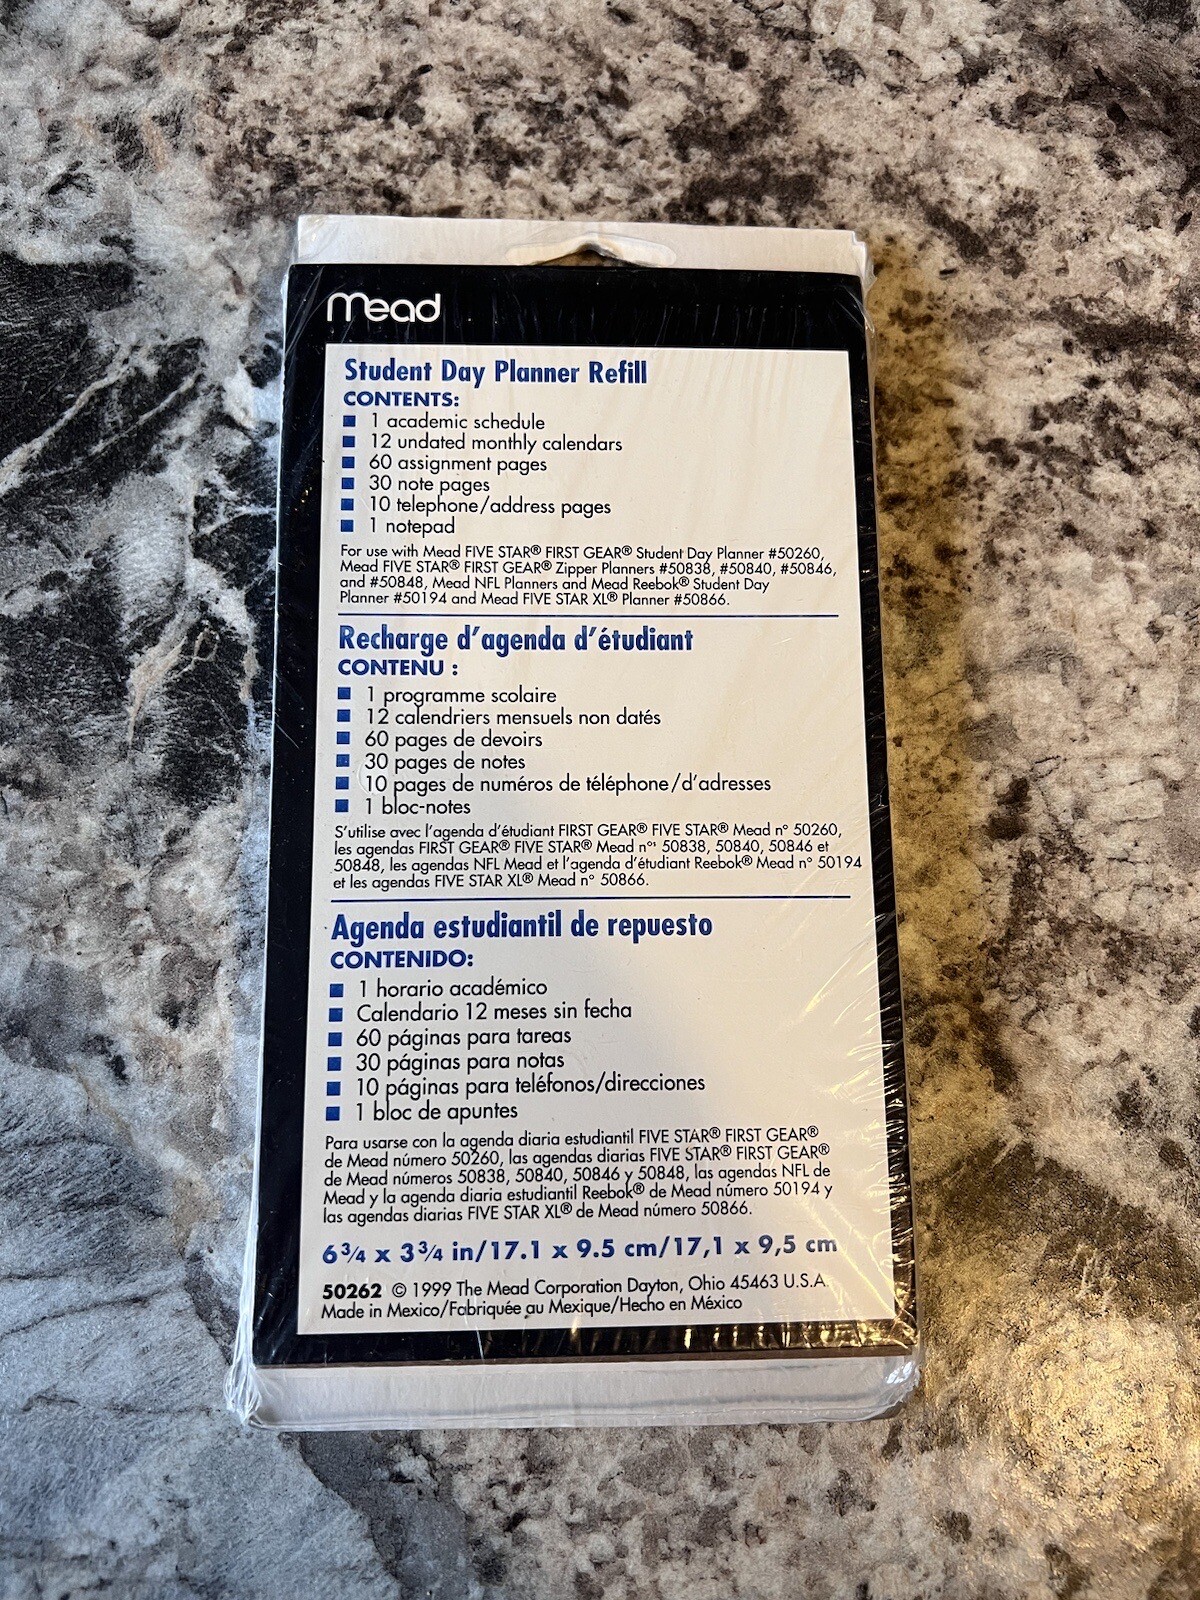 Mead
Student Day Planner Refill
CONTENTS:
■ 1 academic schedule
■ 12 undated monthly calendars
■ 60 assignment pages
■ 30 note pages
■ 10 telephone/address pages
■ 1 notepad
For use with Mead FIVE STAR® FIRST GEAR® Student Day Planner #50260,
Mead FIVE STAR® FIRST GEAR® Zipper Planners #50838, #50840, #50846,
and #50848, Mead NFL Planners and Mead Reebok® Student Day
Planner #50194 and Mead FIVE STAR XL® Planner #50866.
Recharge d'agenda d'étudiant
CONTENU :
■ 1 programme scolaire
■ 12 calendriers mensuels non datés
■ 60 pages de devoirs
■ 30 pages de notes
■ 10 pages de numéros de téléphone/d'adresses
■ 1 bloc-notes
S'utilise avec l'agenda d'étudiant FIRST GEAR® FIVE STAR® Mead n° 50260,
les agendas FIRST GEAR® FIVE STAR® Mead nos 50838, 50840, 50846 et
50848, les agendas NFL Mead et l'agenda d'étudiant Reebok® Mead n° 50194
et les agendas FIVE STAR XL® Mead n° 50866.
Agenda estudiantil de repuesto
CONTENIDO:
■ 1 horario académico
■ Calendario 12 meses sin fecha
■ 60 páginas para tareas
■ 30 páginas para notas
■ 10 páginas para teléfonos/direcciones
■ 1 bloc de apuntes
Para usarse con la agenda diaria estudiantil FIVE STAR® FIRST GEAR®
de Mead número 50260, las agendas diarias FIVE STAR® FIRST GEAR®
de Mead números 50838, 50840, 50846 y 50848, las agendas NFL de
Mead y la agenda diaria estudiantil Reebok® de Mead número 50194 y
las agendas diarias FIVE STAR XL® de Mead número 50866.
6 3/4 x 3 3/4 in/17.1 x 9.5 cm/17,1 x 9,5 cm
50262 © 1999 The Mead Corporation Dayton, Ohio 45463 U.S.A.
Made in Mexico/Fabriquée au Mexique/Hecho en México